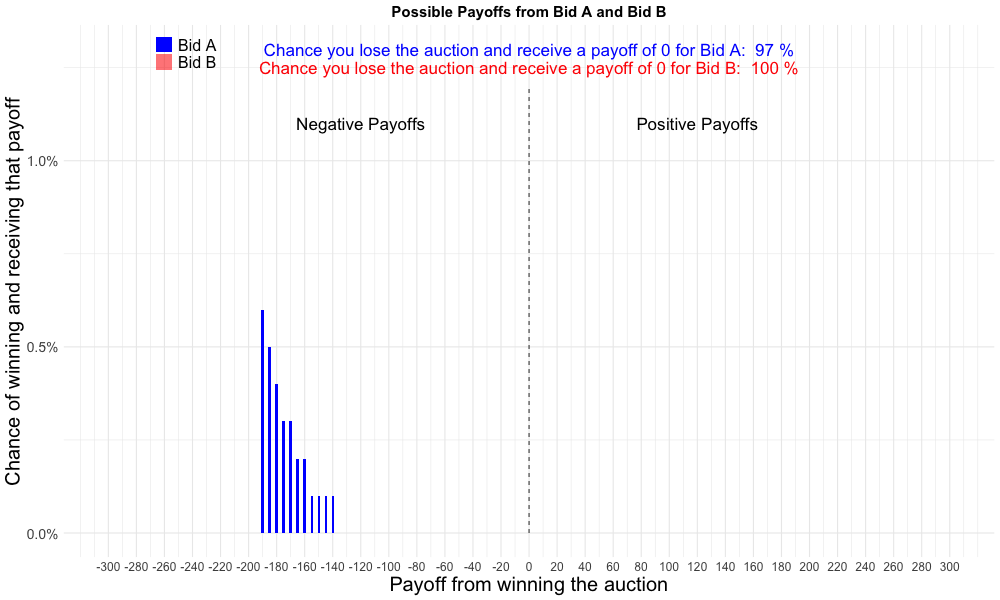 Possible Payoffs from Bid A and Bid B
Bid A
Bid B
Chance you lose the auction and receive a payoff of 0 for Bid A:  97 %
Chance you lose the auction and receive a payoff of 0 for Bid B:  100 %
Negative Payoffs
Positive Payoffs
Chance of winning and receiving that payoff
1.0%
0.5%
0.0%
-300 -280 -260 -240 -220 -200 -180 -160 -140 -120 -100 -80 -60 -40 -20 0 20 40 60 80 100 120 140 160 180 200 220 240 260 280 300
Payoff from winning the auction